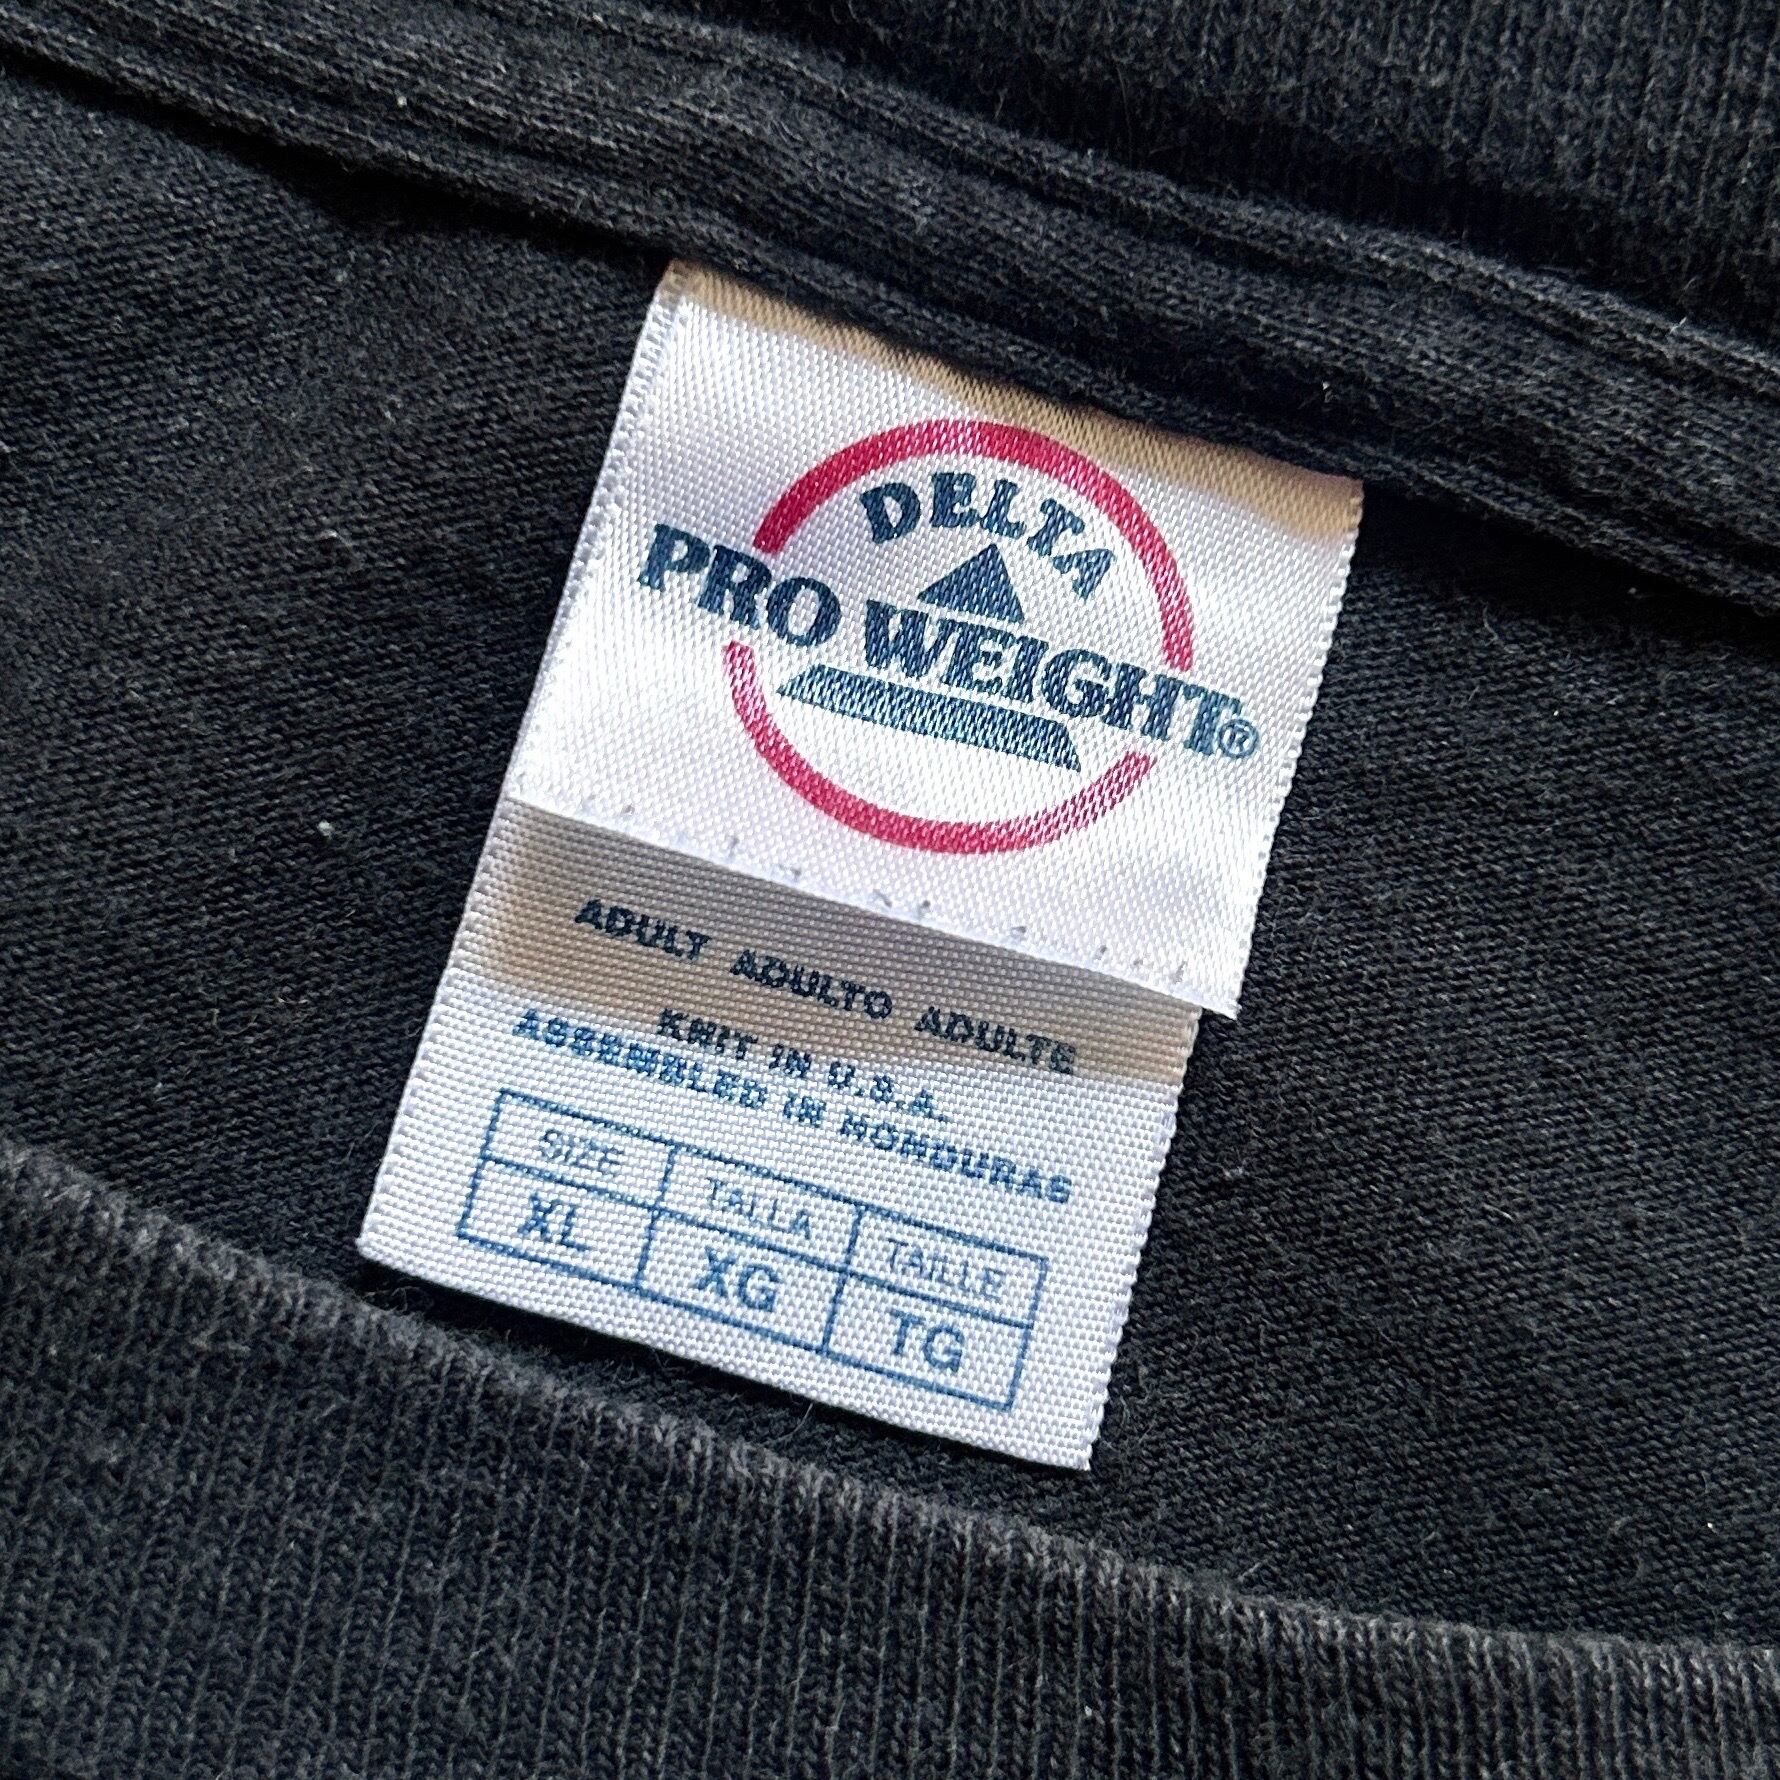 DELTA
PRO WEIGHT®
ADULT ADULTO ADULTE
KNIT IN U.S.A.
ASSEMBLED IN HONDURAS
SIZE TALLA TAILLE
XL XG TG